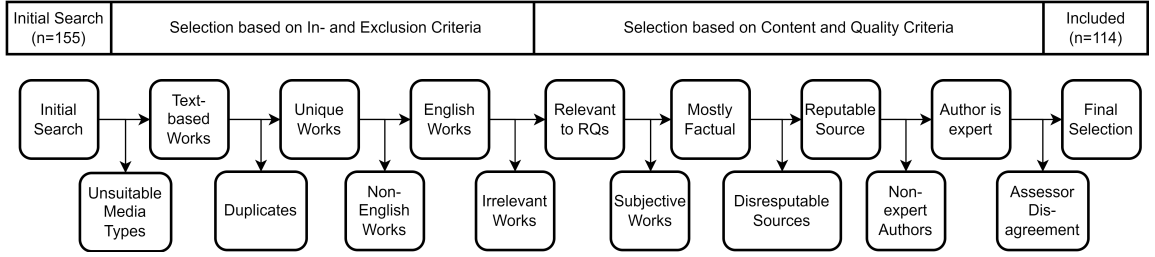 Initial Search
(n=155)
Selection based on In- and Exclusion Criteria
Selection based on Content and Quality Criteria
Included
(n=114)
Initial
Search
Text-
based
Works
Unique
Works
English
Works
Relevant
to RQs
Mostly
Factual
Reputable
Source
Author is
expert
Final
Selection
Unsuitable
Media
Types
Duplicates
Non-
English
Works
Irrelevant
Works
Subjective
Works
Disreputable
Sources
Non-
expert
Authors
Assessor
Dis-
agreement